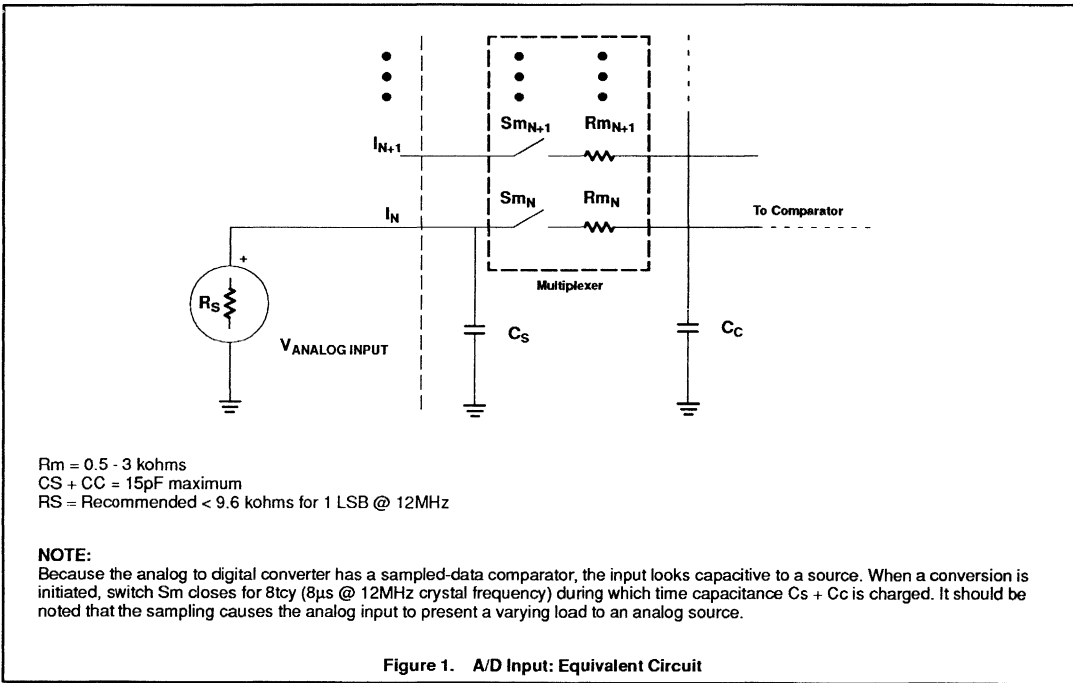 Sm_N+1 Rm_N+1
I_N+1
Sm_N Rm_N
I_N
To Comparator
+
Multiplexer
R_S
C_S
C_C
V_ANALOG INPUT
Rm = 0.5 - 3 kohms
CS + CC = 15pF maximum
RS = Recommended < 9.6 kohms for 1 LSB @ 12MHz
NOTE:
Because the analog to digital converter has a sampled-data comparator, the input looks capacitive to a source. When a conversion is
initiated, switch Sm closes for 8tcy (8µs @ 12MHz crystal frequency) during which time capacitance Cs + Cc is charged. It should be
noted that the sampling causes the analog input to present a varying load to an analog source.
Figure 1. A/D Input: Equivalent Circuit